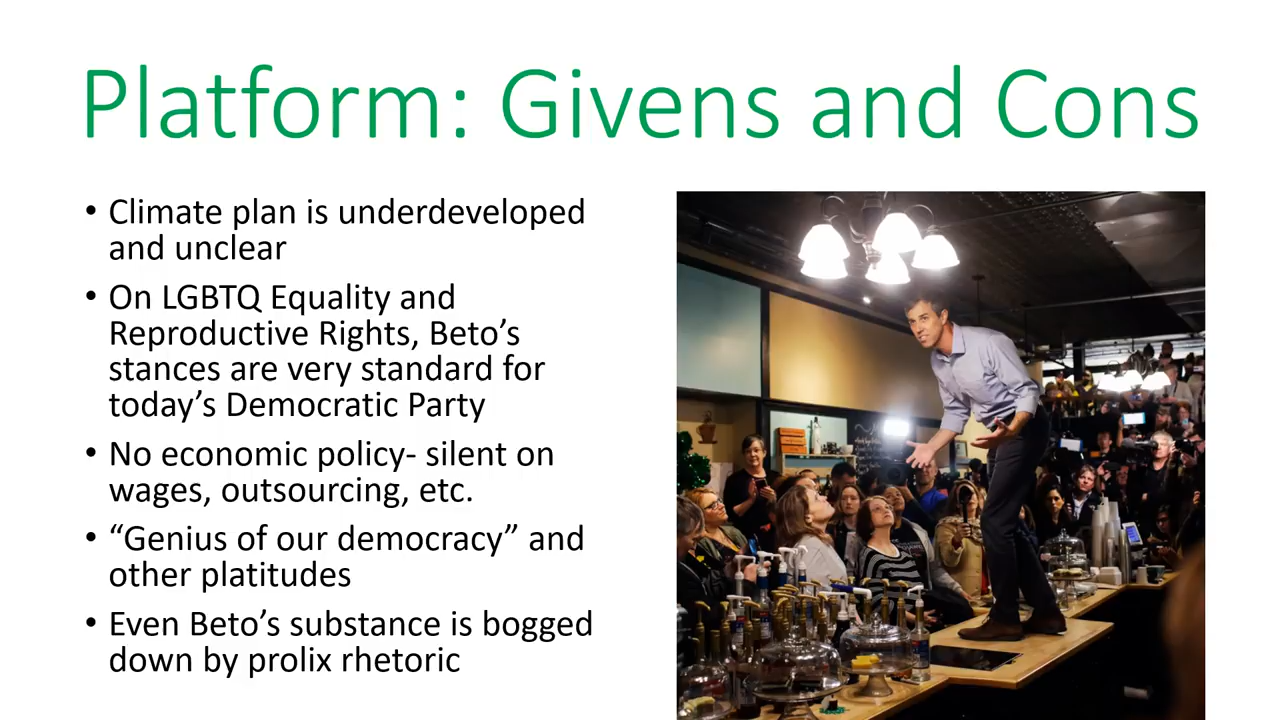 Platform: Givens and Cons
• Climate plan is underdeveloped
and unclear
• On LGBTQ Equality and
Reproductive Rights, Beto’s
stances are very standard for
today’s Democratic Party
• No economic policy- silent on
wages, outsourcing, etc.
• “Genius of our democracy” and
other platitudes
• Even Beto’s substance is bogged
down by prolix rhetoric